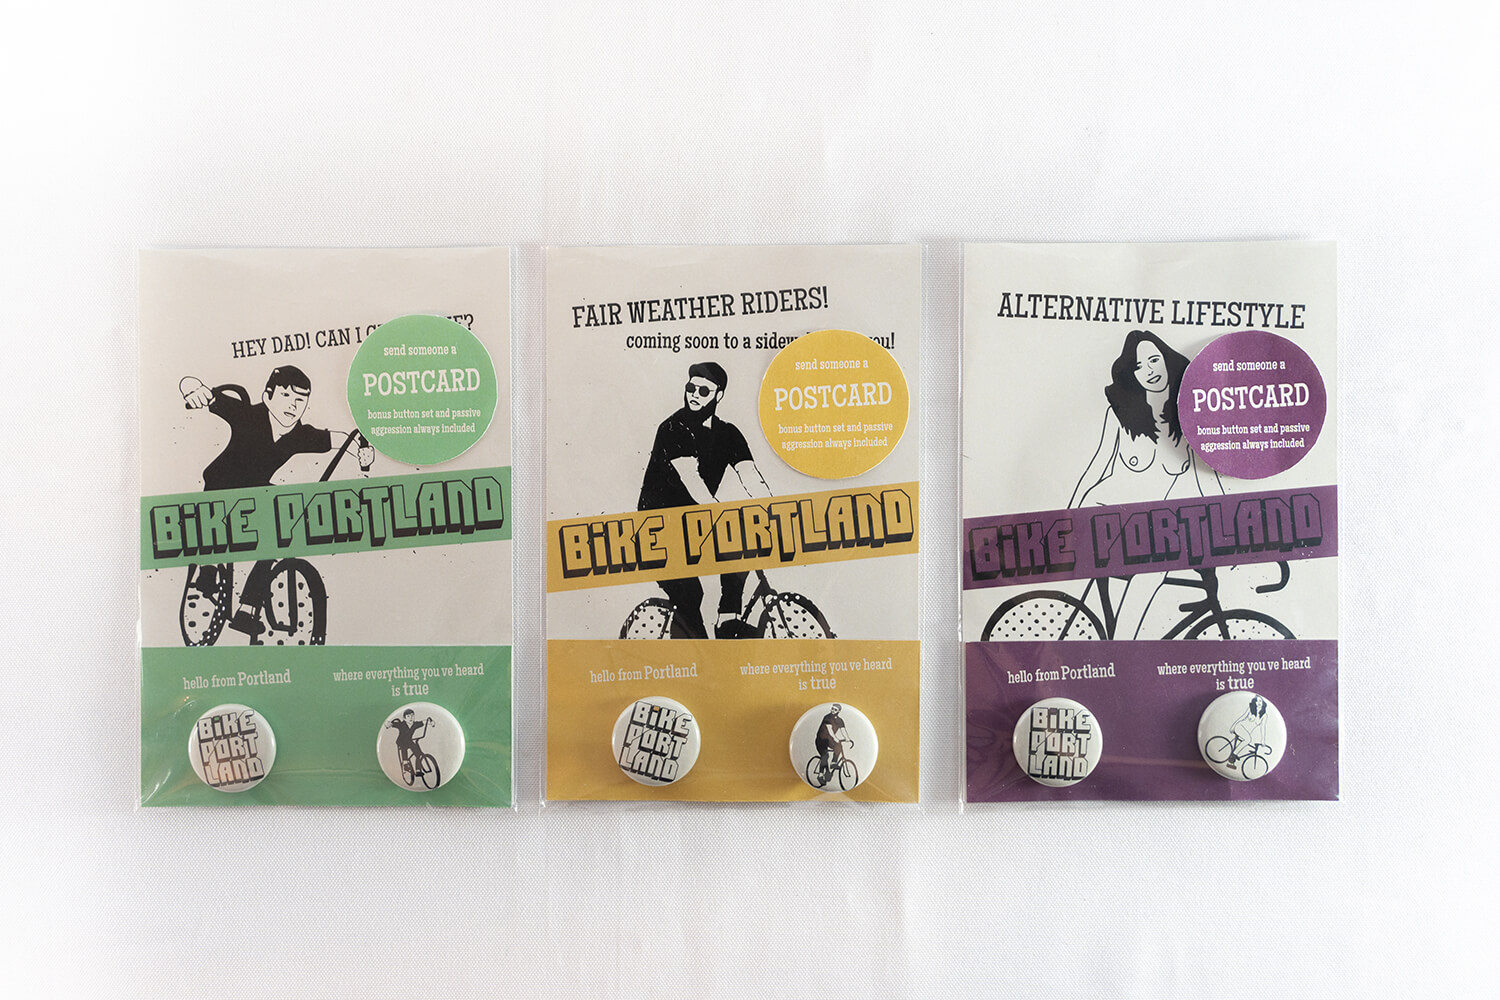 HEY DAD! CAN I
send someone a
POSTCARD
bonus button set and passive
aggression always included
BIKE PORTLAND
hello from Portland
where everything you ve heard
is true
BIKE
PORT
LAND
FAIR WEATHER RIDERS!
coming soon to a you!
send someone a
POSTCARD
bonus button set and passive
aggression always included
BIKE PORTLAND
hello from Portland
where everything you ve heard
is true
BIKE
PORT
LAND
ALTERNATIVE LIFESTYLE
send someone a
POSTCARD
bonus button set and passive
aggression always included
BIKE PORTLAND
hello from Portland
where everything you ve heard
is true
BIKE
PORT
LAND